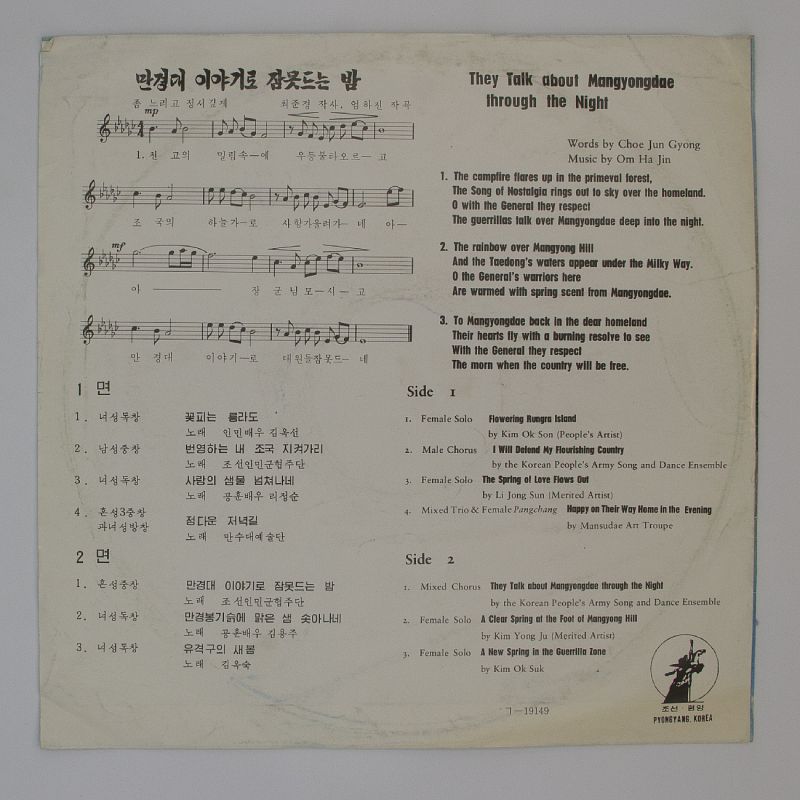 만경대 이야기로 잠못드는 밤
좀 느리고 정서깊게
최준경 작사, 엄하진 작곡
mp
1. 천 고의 밀림속—에 우등불타오르—고
조 국의 하늘가—로 사향가울려가—네 아—
mf
아 ——— 장 군님모—시—고
만 경대 이야기—로 대원들잠못드—네
1 면
1. 녀성독창 꽃피는 릉라도
노래 인민배우 김옥선
2. 남성중창 번영하는 내 조국 지켜가리
노래 조선인민군협주단
3. 녀성독창 사랑의 샘물 넘쳐나네
노래 공훈배우 리정순
4. 혼성3중창
과녀성방창 정다운 저녁길
노래 만수대예술단
2 면
1. 혼성중창 만경대 이야기로 잠못드는 밤
노래 조선인민군협주단
2. 녀성독창 만경봉기슭에 맑은 샘 솟아나네
노래 공훈배우 김용주
3. 녀성독창 유격구의 새봄
노래 김옥숙
They Talk about Mangyongdae
through the Night
Words by Choe Jun Gyong
Music by Om Ha Jin
1. The campfire flares up in the primeval forest,
The Song of Nostalgia rings out to sky over the homeland.
O with the General they respect
The guerrillas talk over Mangyongdae deep into the night.
2. The rainbow over Mangyong Hill
And the Taedong's waters appear under the Milky Way.
O the General's warriors here
Are warmed with spring scent from Mangyongdae.
3. To Mangyongdae back in the dear homeland
Their hearts fly with a burning resolve to see
With the General they respect
The morn when the country will be free.
Side 1
1. Female Solo Flowering Rungra Island
by Kim Ok Son (People's Artist)
2. Male Chorus I Will Defend My Flourishing Country
by the Korean People's Army Song and Dance Ensemble
3. Female Solo The Spring of Love Flows Out
by Li Jong Sun (Merited Artist)
4. Mixed Trio & Female Pangchang Happy on Their Way Home in the Evening
by Mansudae Art Troupe
Side 2
1. Mixed Chorus They Talk about Mangyongdae through the Night
by the Korean People's Army Song and Dance Ensemble
2. Female Solo A Clear Spring at the Foot of Mangyong Hill
by Kim Yong Ju (Merited Artist)
3. Female Solo A New Spring in the Guerrilla Zone
by Kim Ok Suk
ㄱ—19149
조선·평양
PYONGYANG, KOREA